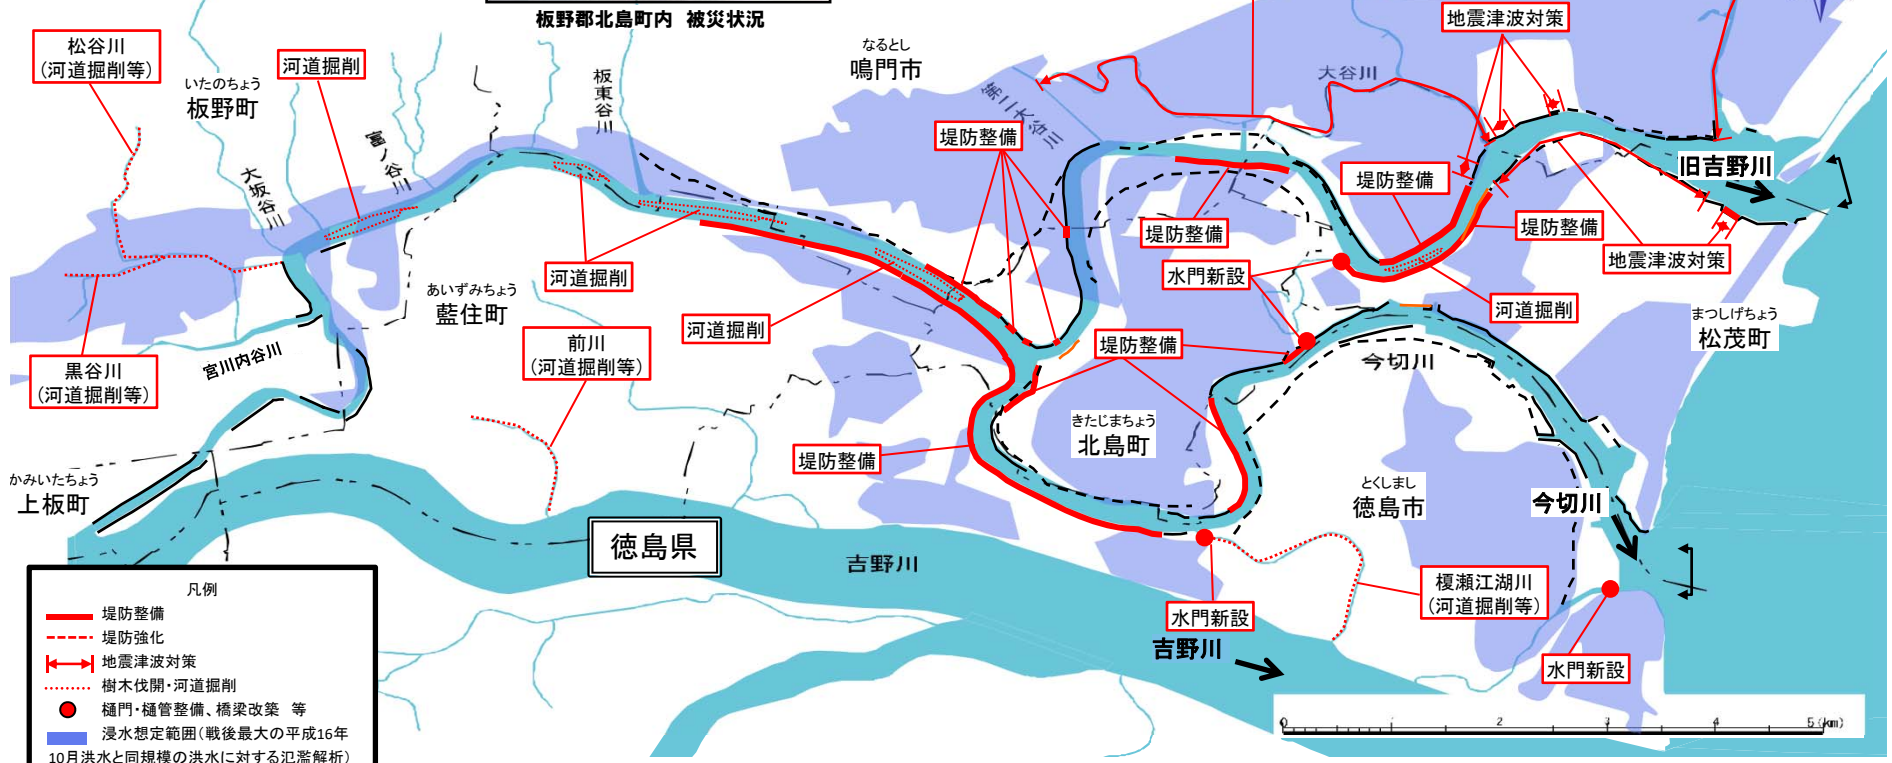 板野郡北島町内 被災状況
松谷川
(河道掘削等)
いたのちょう
板野町
河道掘削
大坂谷川
富ノ谷川
板東谷川
なるとし
鳴門市
第二大谷川
大谷川
地震津波対策
堤防整備
堤防整備
堤防整備
堤防整備
旧吉野川
地震津波対策
水門新設
河道掘削
まつしげちょう
松茂町
河道掘削
あいずみちょう
藍住町
河道掘削
黒谷川
(河道掘削等)
宮川内谷川
前川
(河道掘削等)
堤防整備
今切川
きたじまちょう
北島町
堤防整備
かみいたちょう
上板町
とくしまし
徳島市
今切川
徳島県
吉野川
榎瀬江湖川
(河道掘削等)
水門新設
吉野川
水門新設
凡例
堤防整備
堤防強化
地震津波対策
樹木伐開・河道掘削
樋門・樋管整備、橋梁改築 等
浸水想定範囲(戦後最大の平成16年
10月洪水と同規模の洪水に対する氾濫解析)
0 1 2 3 4 5(km)